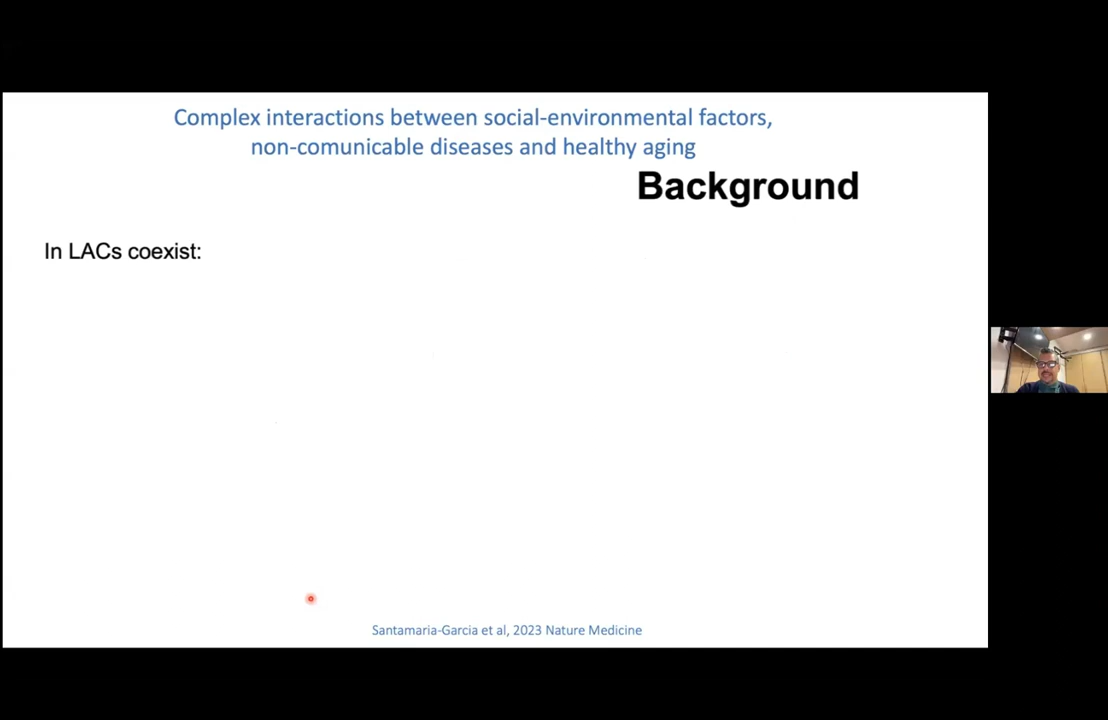 Complex interactions between social-environmental factors,
non-comunicable diseases and healthy aging
Background
In LACs coexist:
Santamaria-Garcia et al, 2023 Nature Medicine